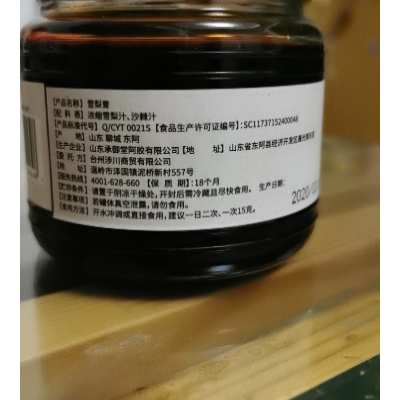 【产品名称】雪梨膏
【配 料 表】浓缩雪梨汁、沙棘汁
【产品标准代号】Q/CYT 0021S 【食品生产许可证编号】:SC11737152400048
【产 地】山东 聊城 东阿
【生产企业】山东承御堂阿胶有限公司【地 址】山东省东阿县经济开发区
【委 托 方】台州涉川商贸有限公司
【地 址】温岭市泽国镇泥桥新村557号
【服务热线】4001-628-660 【保 质 期】:18个月
【贮存条件】请置于阴凉干燥处,开封后需冷藏且尽快食用。生产日期:
【注意事项】若罐体真空泄露,请勿食用。
【食用方法】开水冲调或直接食用,建议一日二次、一次15克。
2020/